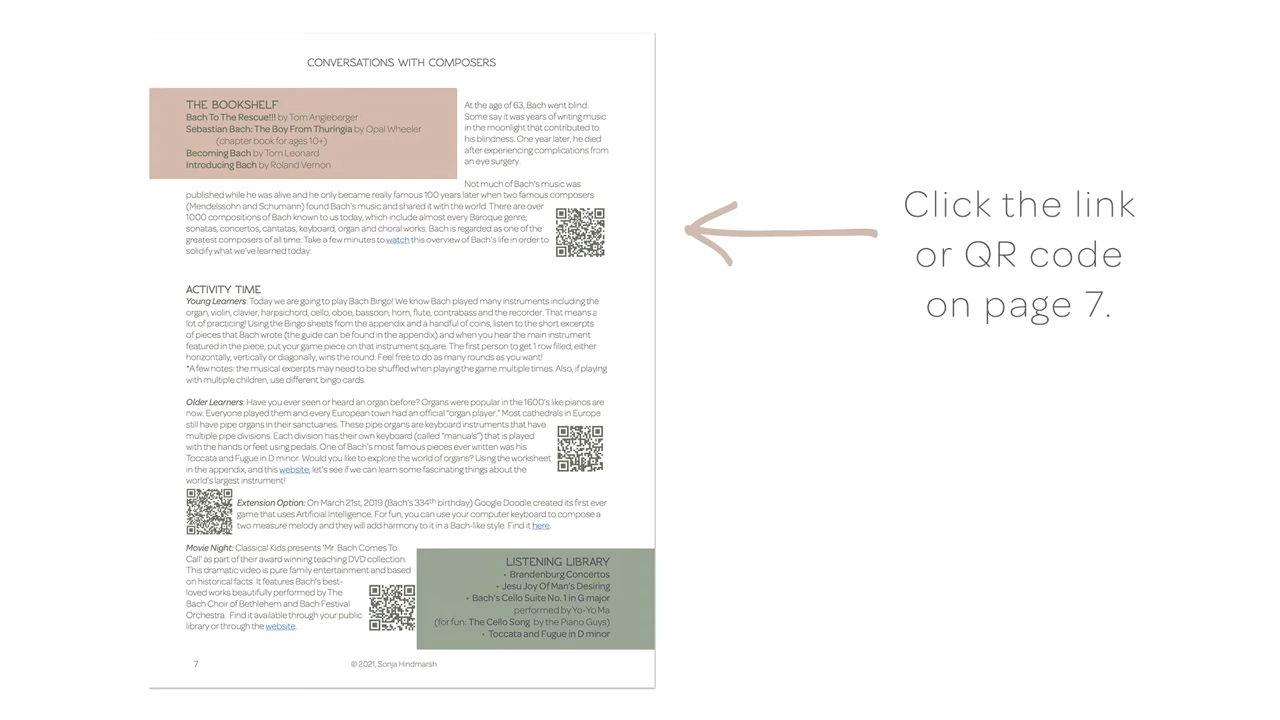 CONVERSATIONS WITH COMPOSERS
THE BOOKSHELF
Bach To The Rescue!!! by Tom Angleberger
Sebastian Bach: The Boy From Thuringia by Opal Wheeler
(chapter book for ages 10+)
Becoming Bach by Tom Leonard
Introducing Bach by Roland Vernon
At the age of 63, Bach went blind.
Some say it was years of writing music
in the moonlight that contributed to
his blindness. One year later, he died
after experiencing complications from
an eye surgery.
Not much of Bach's music was
published while he was alive and he only became really famous 100 years later when two famous composers
(Mendelssohn and Schumann) found Bach's music and shared it with the world. There are over
1000 compositions of Bach known to us today, which include almost every Baroque genre;
sonatas, concertos, cantatas, keyboard, organ and choral works. Bach is regarded as one of the
greatest composers of all time. Take a few minutes to watch this overview of Bach's life in order to
solidify what we've learned today:
ACTIVITY TIME
Young Learners: Today we are going to play Bach Bingo! We know Bach played many instruments including the
organ, violin, clavier, harpsichord, cello, oboe, bassoon, horn, flute, contrabass and the recorder. That means a
lot of practicing! Using the Bingo sheets from the appendix and a handful of coins, listen to the short excerpts
of pieces that Bach wrote (the guide can be found in the appendix) and when you hear the main instrument
featured in the piece, put your game piece on that instrument square. The first person to get 1 row filled, either
horizontally, vertically or diagonally, wins the round. Feel free to do as many rounds as you want!
*A few notes: the musical excerpts may need to be shuffled when playing the game multiple times. Also, if playing
with multiple children, use different bingo cards.
Older Learners: Have you ever seen or heard an organ before? Organs were popular in the 1600's like pianos are
now. Everyone played them and every European town had an official "organ player." Most cathedrals in Europe
still have pipe organs in their sanctuaries. These pipe organs are keyboard instruments that have
multiple pipe divisions. Each division has their own keyboard (called "manuals") that is played
with the hands or feet using pedals. One of Bach's most famous pieces ever written was his
Toccata and Fugue in D minor. Would you like to explore the world of organs? Using the worksheet
in the appendix, and this website, let's see if we can learn some fascinating things about the
world's largest instrument!
Extension Option: On March 21st, 2019 (Bach's 334th birthday) Google Doodle created its first ever
game that uses Artificial Intelligence. For fun, you can use your computer keyboard to compose a
two measure melody and they will add harmony to it in a Bach-like style. Find it here.
Movie Night: Classical Kids presents 'Mr. Bach Comes To
Call' as part of their award winning teaching DVD collection.
This dramatic video is pure family entertainment and based
on historical facts. It features Bach's best-
loved works beautifully performed by The
Bach Choir of Bethlehem and Bach Festival
Orchestra. Find it available through your public
library or through the website.
LISTENING LIBRARY
• Brandenburg Concertos
• Jesu Joy Of Man's Desiring
• Bach's Cello Suite No. 1 in G major
performed by Yo-Yo Ma
(for fun: The Cello Song by the Piano Guys)
• Toccata and Fugue in D minor
7
© 2021, Sonja Hindmarsh
Click the link
or QR code
on page 7.